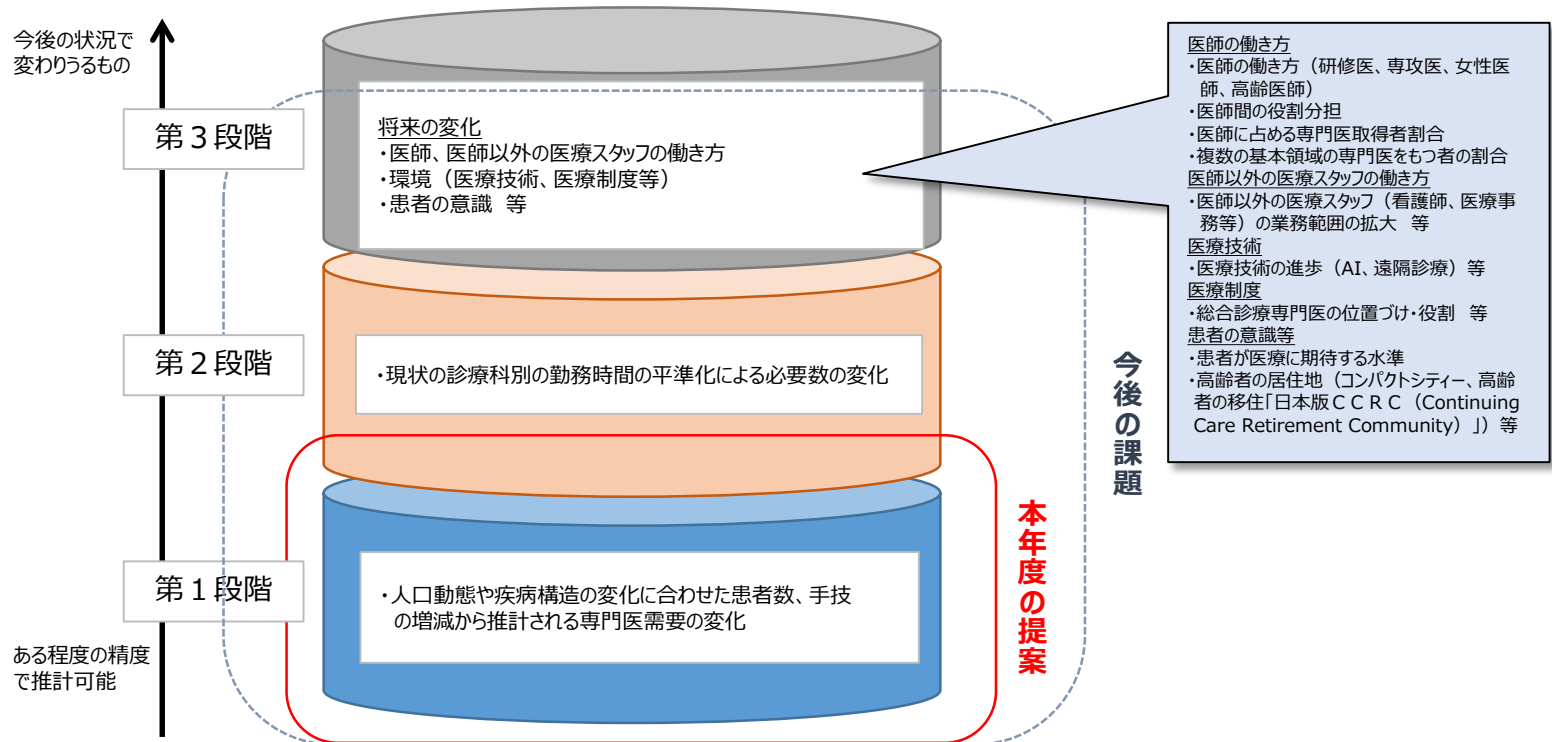 今後の状況で
変わりうるもの
第３段階
将来の変化
・医師、医師以外の医療スタッフの働き方
・環境（医療技術、医療制度等）
・患者の意識　等
医師の働き方
・医師の働き方（研修医、専攻医、女性医
師、高齢医師）
・医師間の役割分担
・医師に占める専門医取得者割合
・複数の基本領域の専門医をもつ者の割合
医師以外の医療スタッフの働き方
・医師以外の医療スタッフ（看護師、医療事
務等）の業務範囲の拡大　等
医療技術
・医療技術の進歩（AI、遠隔診療）等
医療制度
・総合診療専門医の位置づけ・役割　等
患者の意識等
・患者が医療に期待する水準
・高齢者の居住地（コンパクトシティー、高齢
者の移住「日本版ＣＣＲＣ（Continuing
Care Retirement Community）」）等
第２段階
・現状の診療科別の勤務時間の平準化による必要数の変化
今後の課題
第１段階
・人口動態や疾病構造の変化に合わせた患者数、手技
の増減から推計される専門医需要の変化
本年度の提案
ある程度の精度
で推計可能